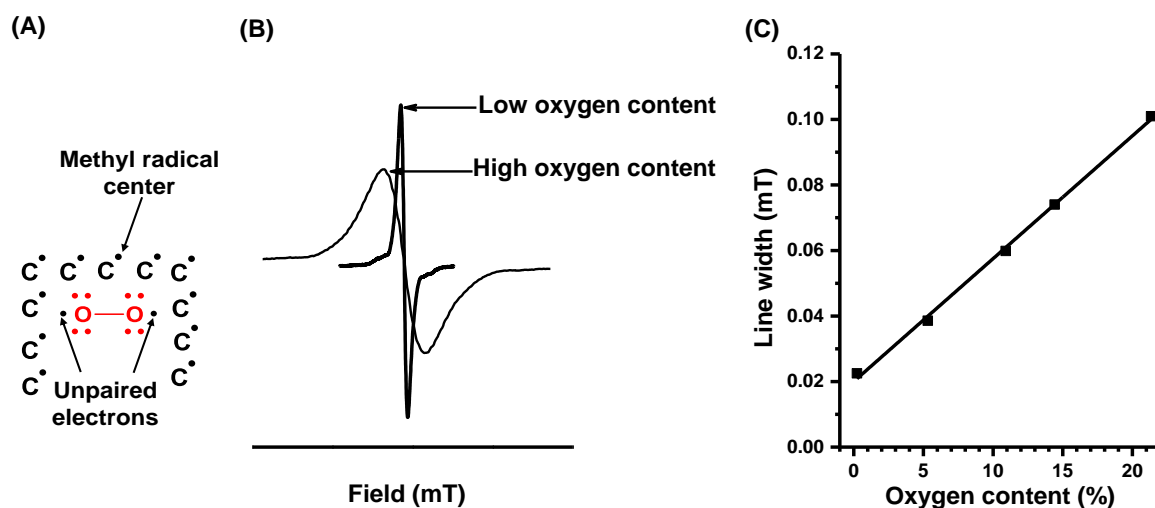 (A)
Methyl radical
center
C• C• C• C• C•
C• •O—O• C•
C• C•
C• C•
Unpaired
electrons
(B)
Low oxygen content
High oxygen content
Field (mT)
(C)
Line width (mT)
0.12
0.10
0.08
0.06
0.04
0.02
0.00
0 5 10 15 20
Oxygen content (%)